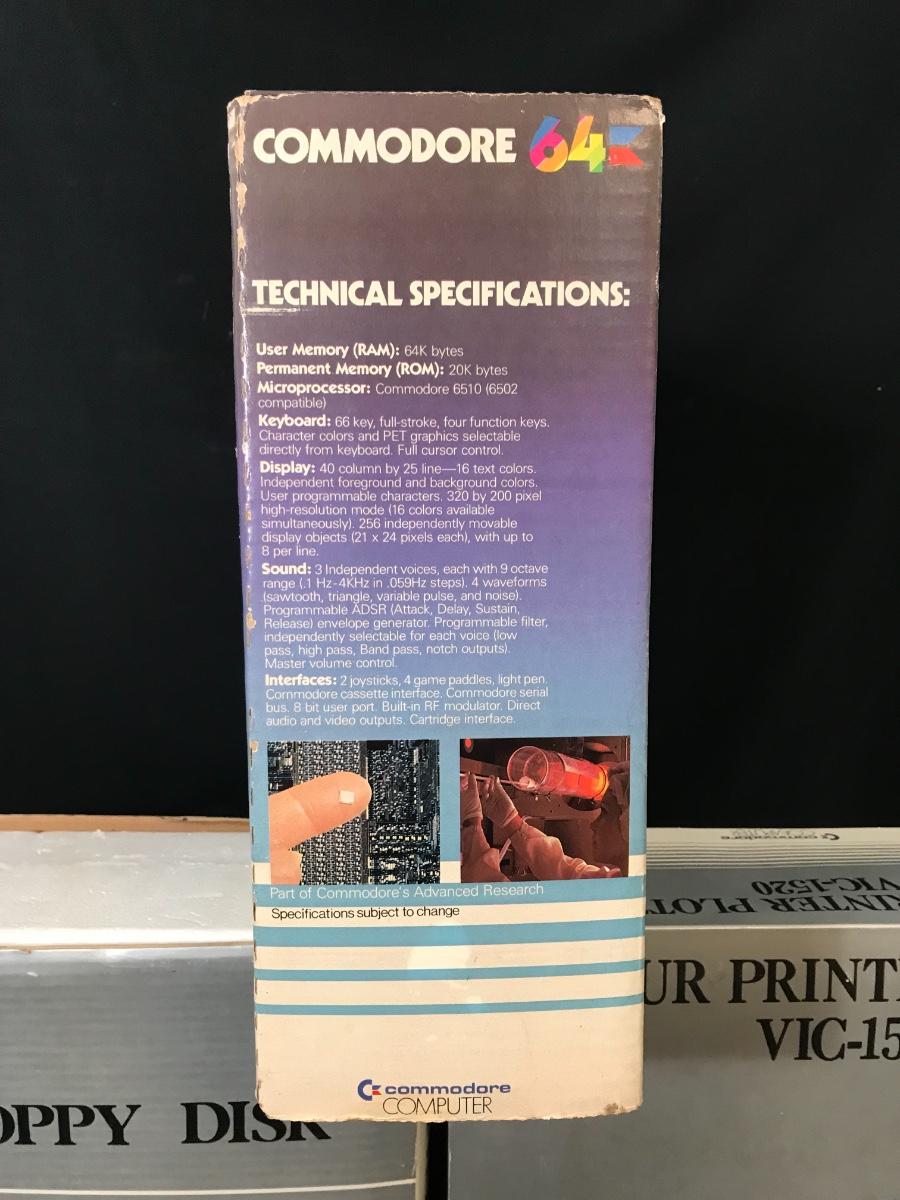 COMMODORE 64
TECHNICAL SPECIFICATIONS:
User Memory (RAM): 64K bytes
Permanent Memory (ROM): 20K bytes
Microprocessor: Commodore 6510 (6502
compatible)
Keyboard: 66 key, full-stroke, four function keys.
Character colors and PET graphics selectable
directly from keyboard. Full cursor control.
Display: 40 column by 25 line—16 text colors.
Independent foreground and background colors.
User programmable characters. 320 by 200 pixel
high-resolution mode (16 colors available
simultaneously). 256 independently movable
display objects (21 x 24 pixels each), with up to
8 per line.
Sound: 3 Independent voices, each with 9 octave
range (.1 Hz-4KHz in .059Hz steps). 4 waveforms
(sawtooth, triangle, variable pulse, and noise).
Programmable ADSR (Attack, Delay, Sustain,
Release) envelope generator. Programmable filter,
independently selectable for each voice (low
pass, high pass, Band pass, notch outputs).
Master volume control.
Interfaces: 2 joysticks, 4 game paddles, light pen.
Commodore cassette interface. Commodore serial
bus. 8 bit user port. Built-in RF modulator. Direct
audio and video outputs. Cartridge interface.
Part of Commodore's Advanced Research
Specifications subject to change
commodore
COMPUTER
OPPY DISK
commodore
VIC-1520
RINTER PLOT
UR PRINT
VIC-15